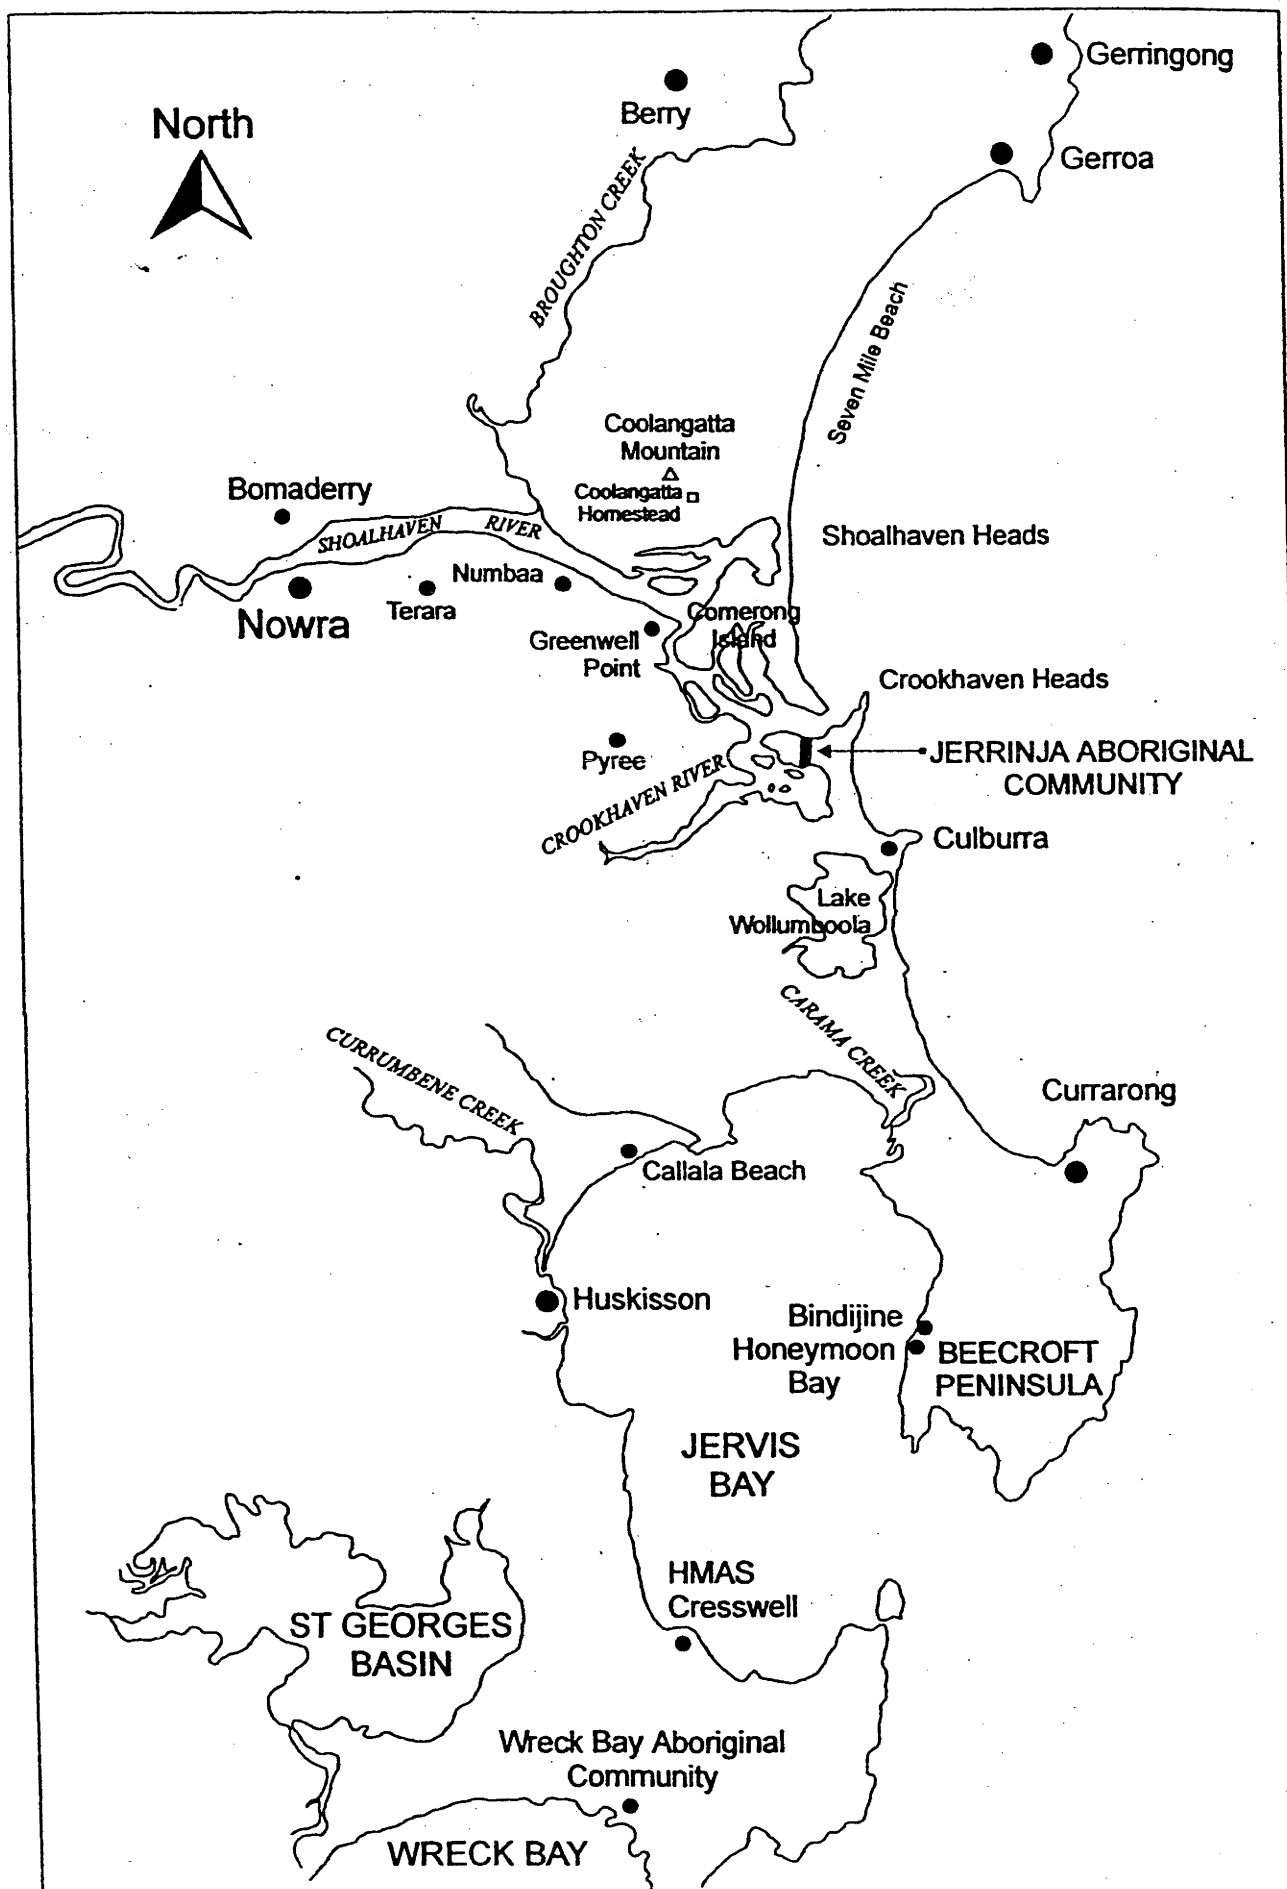 Gerringong
Berry
North
Gerroa
BROUGHTON CREEK
Seven Mile Beach
Coolangatta
Mountain
Bomaderry
Coolangatta
Homestead
SHOALHAVEN RIVER
Shoalhaven Heads
Numbaa
Terara
Nowra
Comerong
Island
Greenwell
Point
Crookhaven Heads
Pyree
JERRINJA ABORIGINAL
COMMUNITY
CROOKHAVEN RIVER
Culburra
Lake
Wollumboola
CARAMA CREEK
CURRUMBENE CREEK
Currarong
Callala Beach
Huskisson
Bindijine
Honeymoon
Bay
BEECROFT
PENINSULA
JERVIS
BAY
HMAS
Cresswell
ST GEORGES
BASIN
Wreck Bay Aboriginal
Community
WRECK BAY